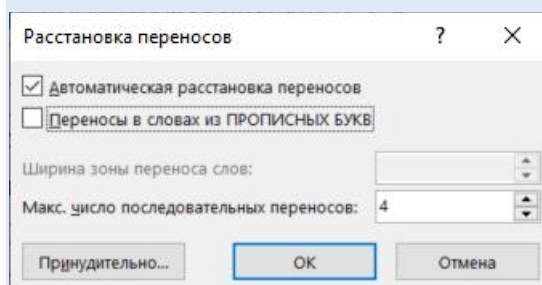 Расстановка переносов ?
Автоматическая расстановка переносов
Переносы в словах из ПРОПИСНЫХ БУКВ
Ширина зоны переноса слов:
Макс. число последовательных переносов: 4
Принудительно... ОК Отмена